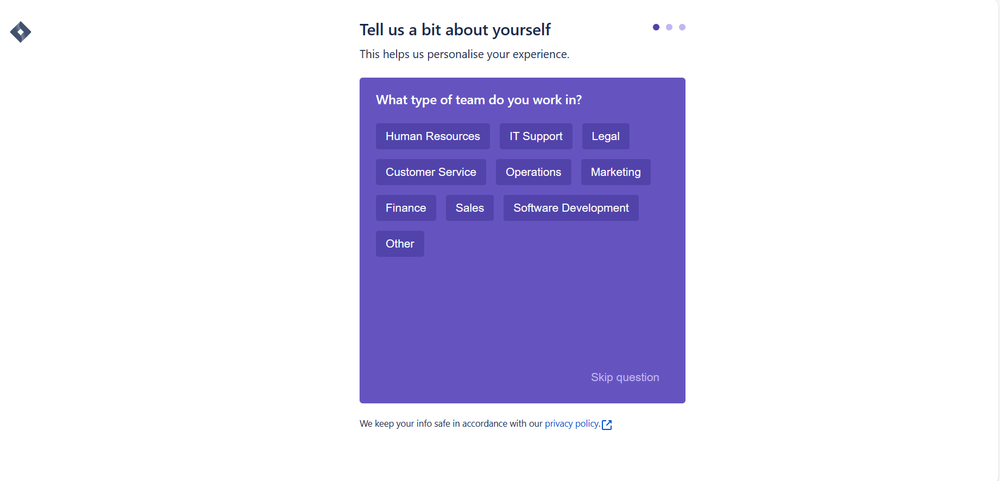 Tell us a bit about yourself
This helps us personalise your experience.
What type of team do you work in?
Human Resources IT Support Legal
Customer Service Operations Marketing
Finance Sales Software Development
Other
Skip question
We keep your info safe in accordance with our privacy policy.